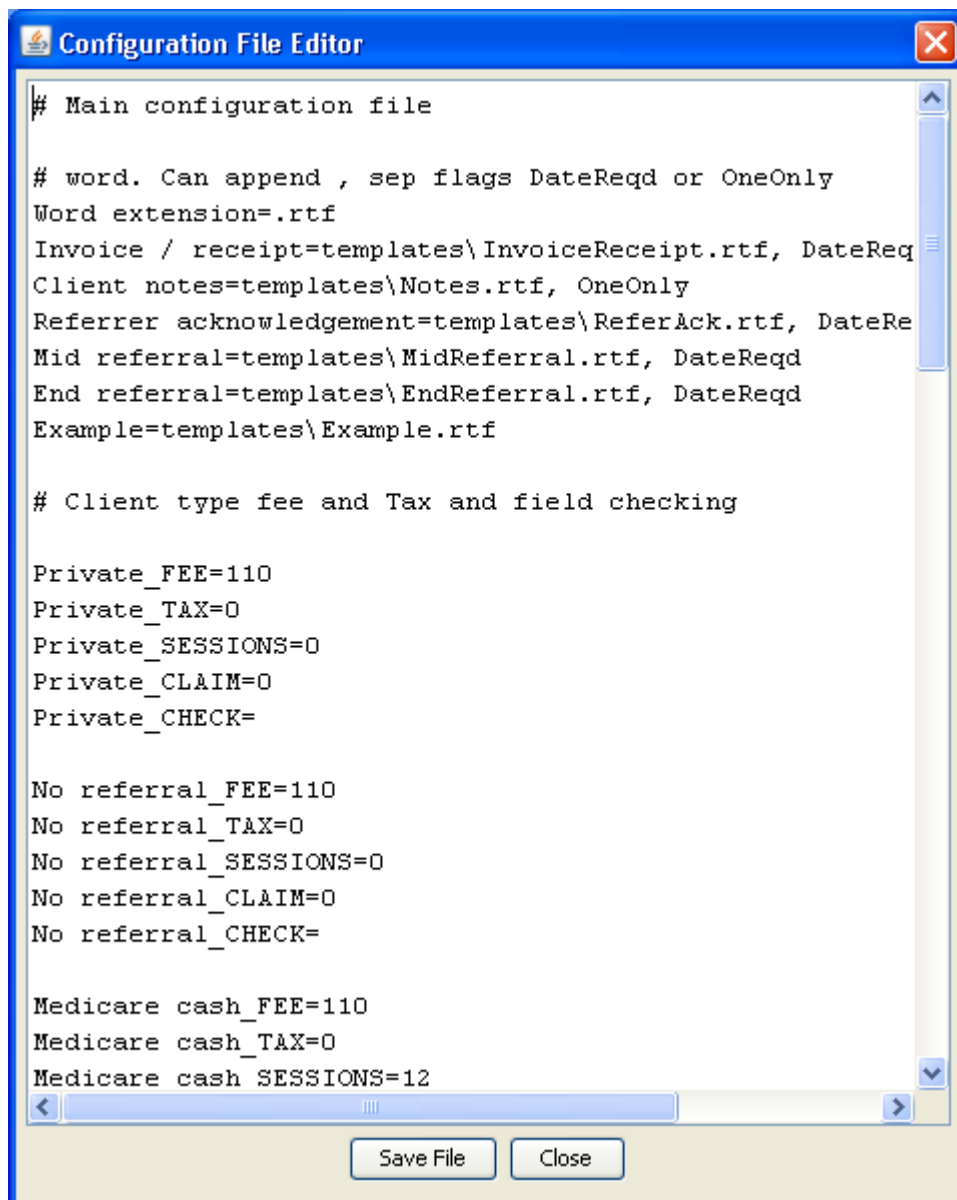 Configuration File Editor
# Main configuration file
# word. Can append , sep flags DateReqd or OneOnly
Word extension=.rtf
Invoice / receipt=templates\InvoiceReceipt.rtf, DateReq
Client notes=templates\Notes.rtf, OneOnly
Referrer acknowledgement=templates\ReferAck.rtf, DateRe
Mid referral=templates\MidReferral.rtf, DateReqd
End referral=templates\EndReferral.rtf, DateReqd
Example=templates\Example.rtf
# Client type fee and Tax and field checking
Private_FEE=110
Private_TAX=0
Private_SESSIONS=0
Private_CLAIM=0
Private_CHECK=
No referral_FEE=110
No referral_TAX=0
No referral_SESSIONS=0
No referral_CLAIM=0
No referral_CHECK=
Medicare cash_FEE=110
Medicare cash_TAX=0
Medicare cash SESSIONS=12
Save File
Close